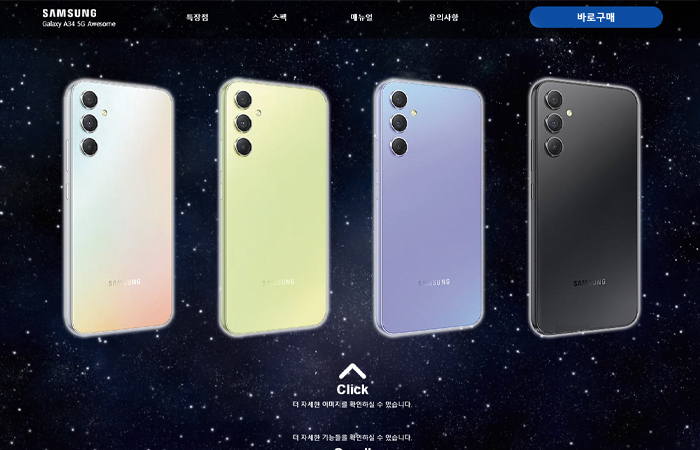 SAMSUNG
Galaxy A34 5G Awesome
특장점
스펙
매뉴얼
유의사항
바로구매
SAMSUNG
SAMSUNG
SAMSUNG
SAMSUNG
Click
더 자세한 이미지를 확인하실 수 있습니다.
더 자세한 기능들을 확인하실 수 있습니다.